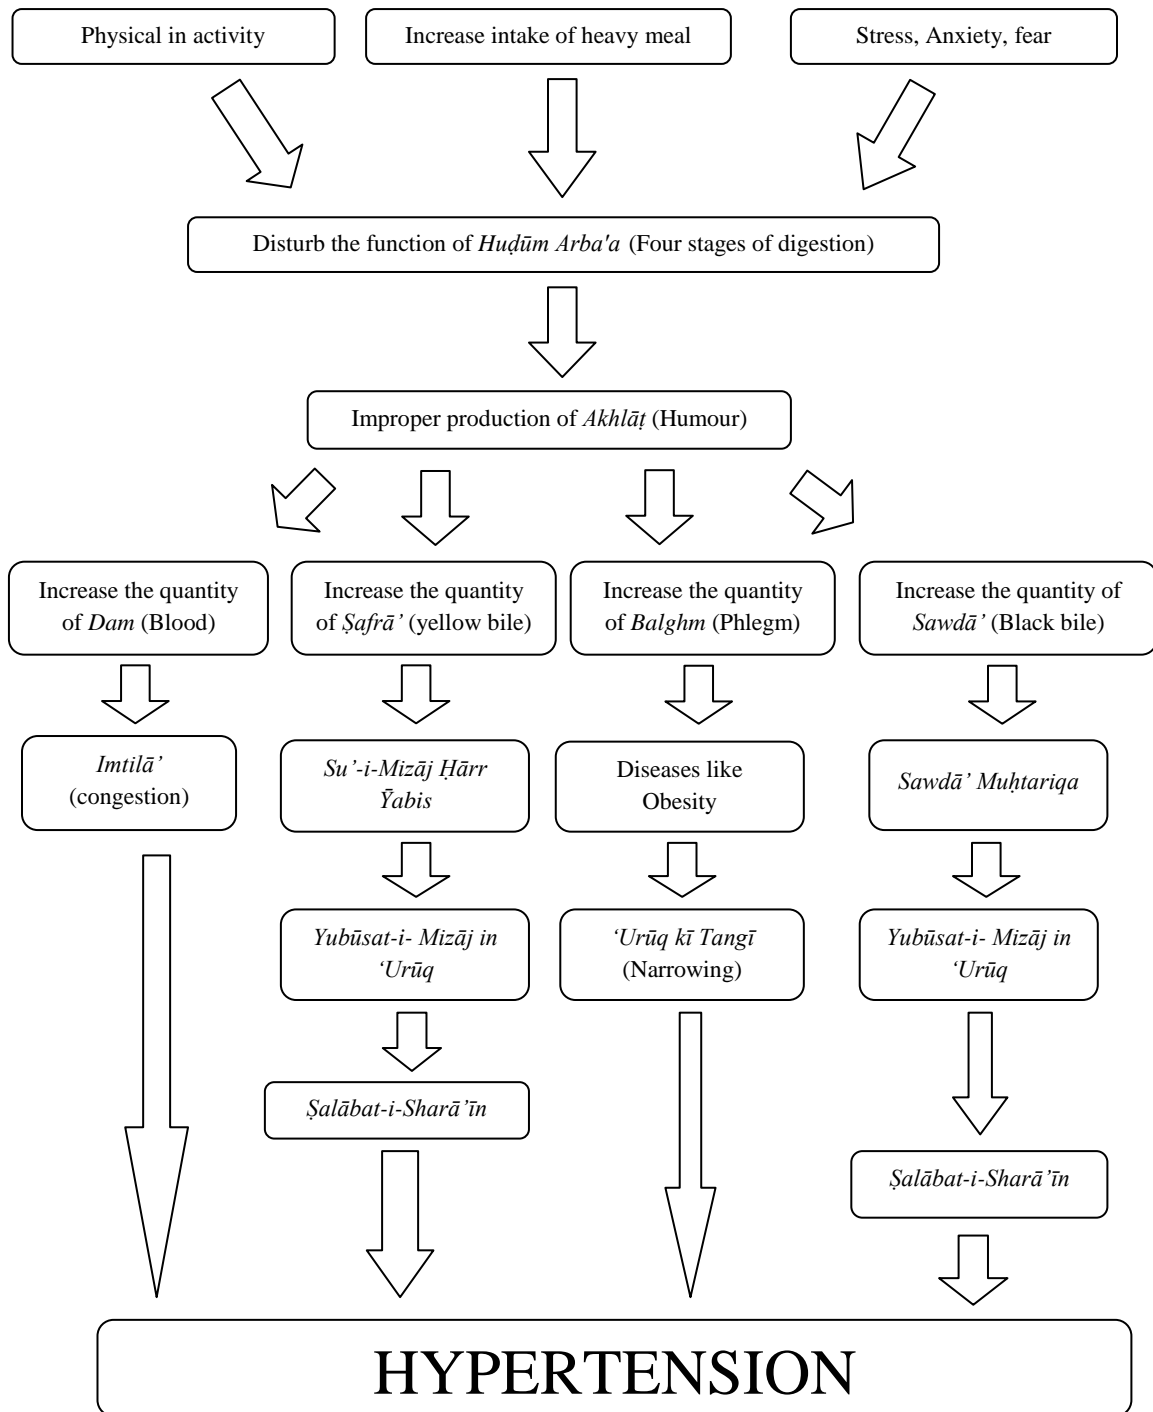 Physical in activity
Increase intake of heavy meal
Stress, Anxiety, fear
Disturb the function of Huḍūm Arba'a (Four stages of digestion)
Improper production of Akhlāṭ (Humour)
Increase the quantity
of Dam (Blood)
Increase the quantity
of Ṣafrā’ (yellow bile)
Increase the quantity
of Balghm (Phlegm)
Increase the quantity of
Sawdā’ (Black bile)
Imtilā’
(congestion)
Su’-i-Mizāj Ḥārr
Ȳabis
Diseases like
Obesity
Sawdā’ Muḥtariqa
Yubūsat-i- Mizāj in
‘Urūq
‘Urūq kī Tangī
(Narrowing)
Yubūsat-i- Mizāj in
‘Urūq
Ṣalābat-i-Sharā’īn
Ṣalābat-i-Sharā’īn
HYPERTENSION